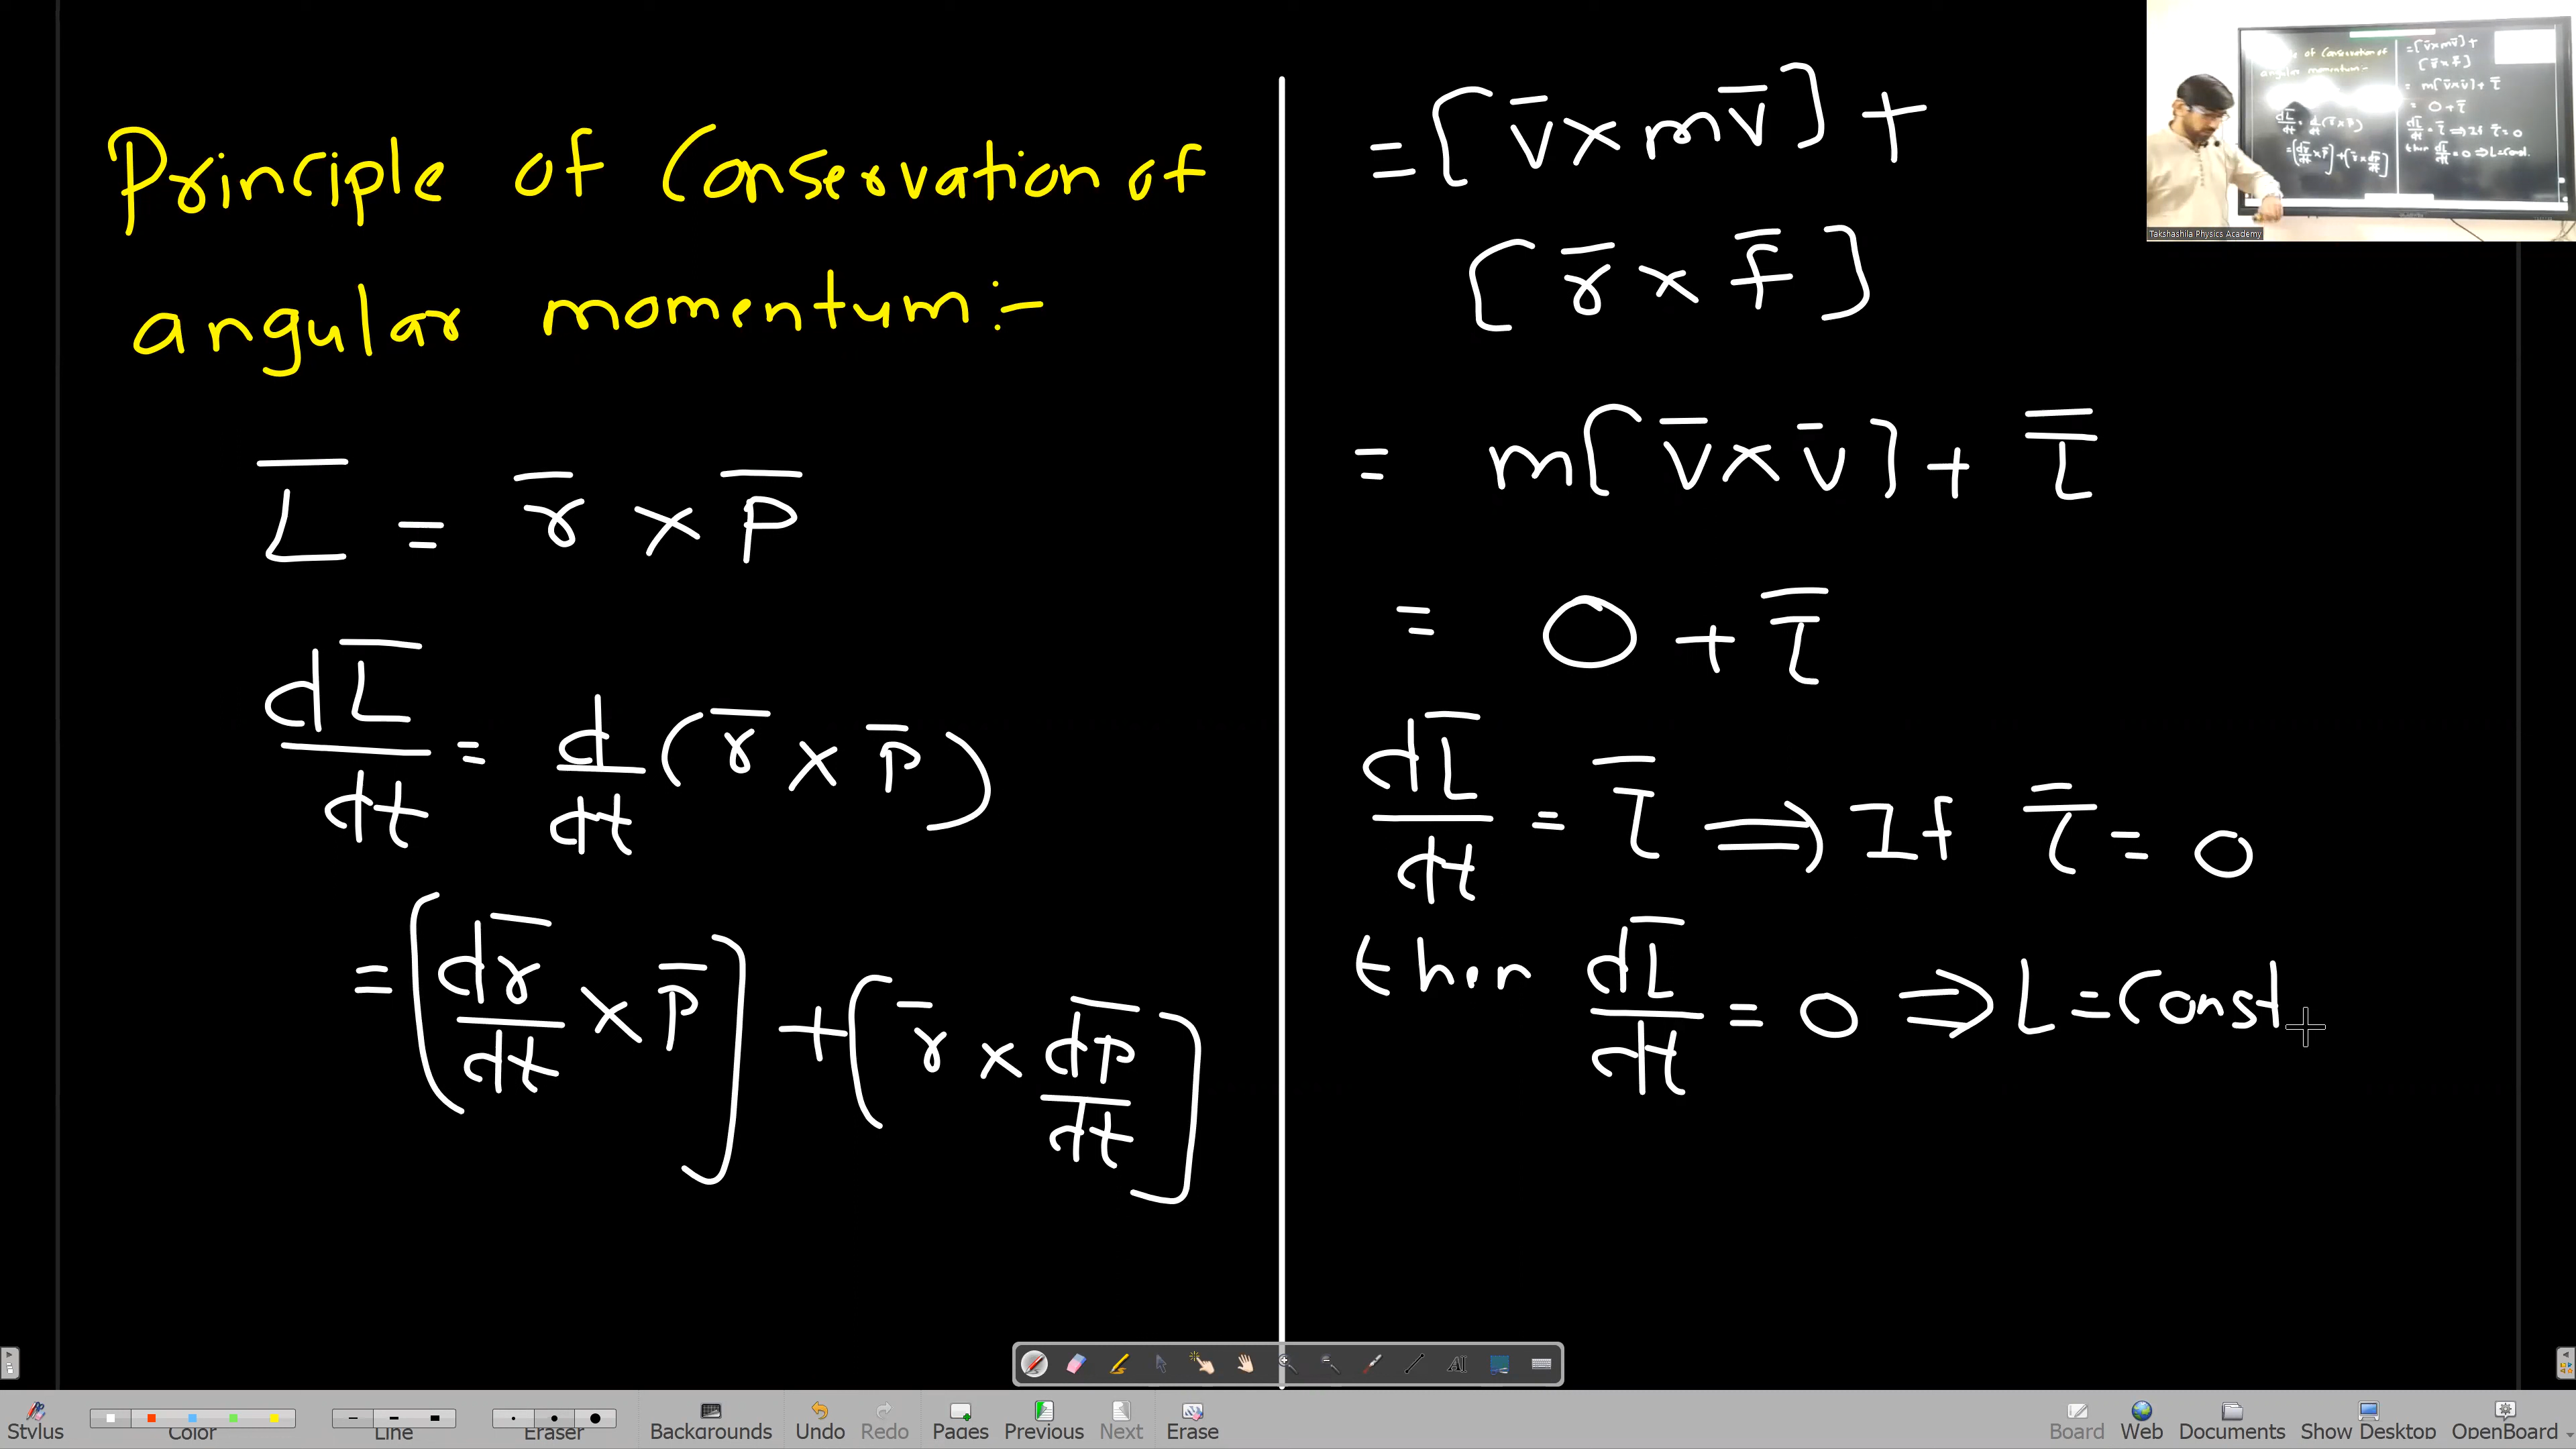 Principle of Conservation of
angular momentum :-
L̄ = r̄ × p̄
dL̄/dt = d/dt (r̄ × p̄)
= [dr̄/dt × p̄] + [r̄ × dp̄/dt]
= [v̄ × mv̄] +
[r̄ × f̄]
= m[v̄ × v̄] + τ̄
= 0 + τ̄
dL̄/dt = τ̄ ⇒ If τ̄ = 0
then dL̄/dt = 0 ⇒ L = Const
Takshashila Physics Academy
Stylus
Color
Line
Eraser
Backgrounds
Undo
Redo
Pages
Previous
Next
Erase
Board
Web
Documents
Show Desktop
OpenBoard